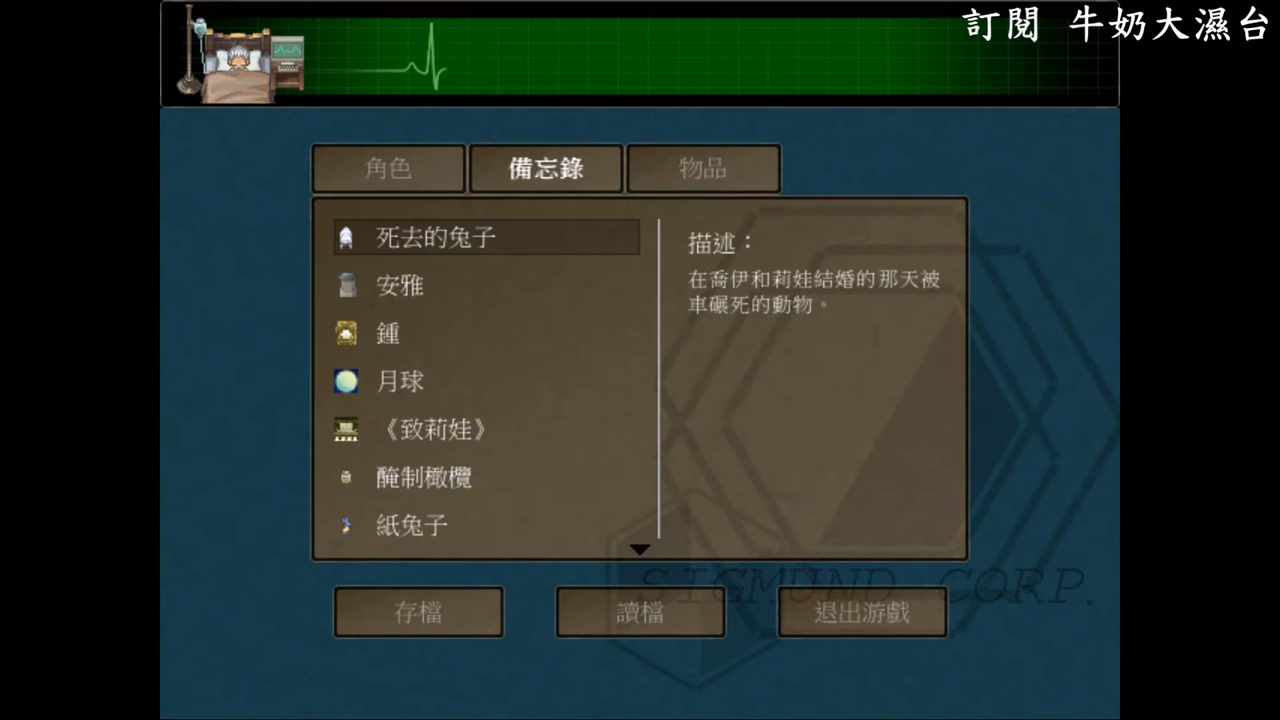 訂閱 牛奶大濕台
角色
備忘錄
物品
死去的兔子
安雅
鍾
月球
《致莉娃》
醃制橄欖
紙兔子
描述：
在喬伊和莉娃結婚的那天被
車碾死的動物。
SIGMUND CORP.
存檔
讀檔
退出游戲